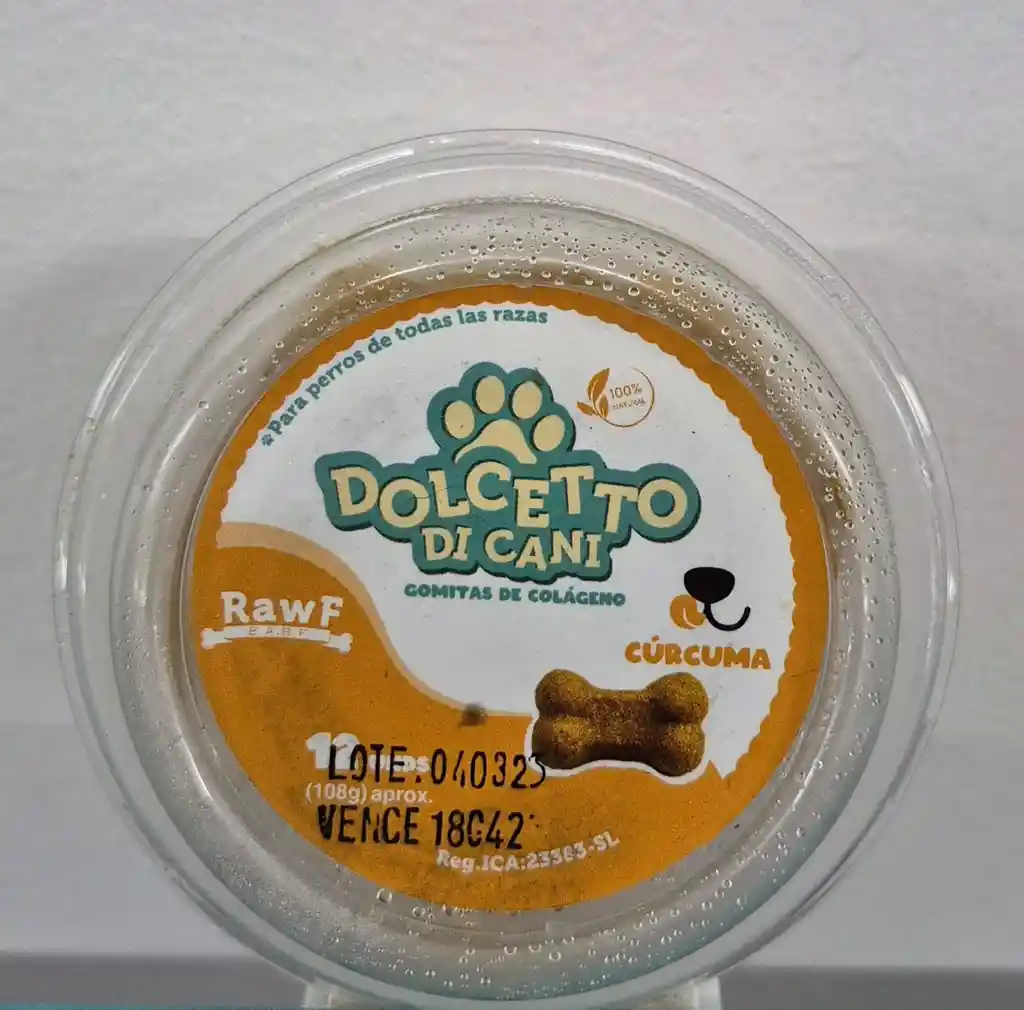 *Para perros de todas las razas
100%
NATURAL
DOLCETTO
DI CANI
GOMITAS DE COLÁGENO
RawF
BARF
CÚRCUMA
12
LOTE:040323
(108g) aprox.
VENCE
Reg.ICA:23383-SL